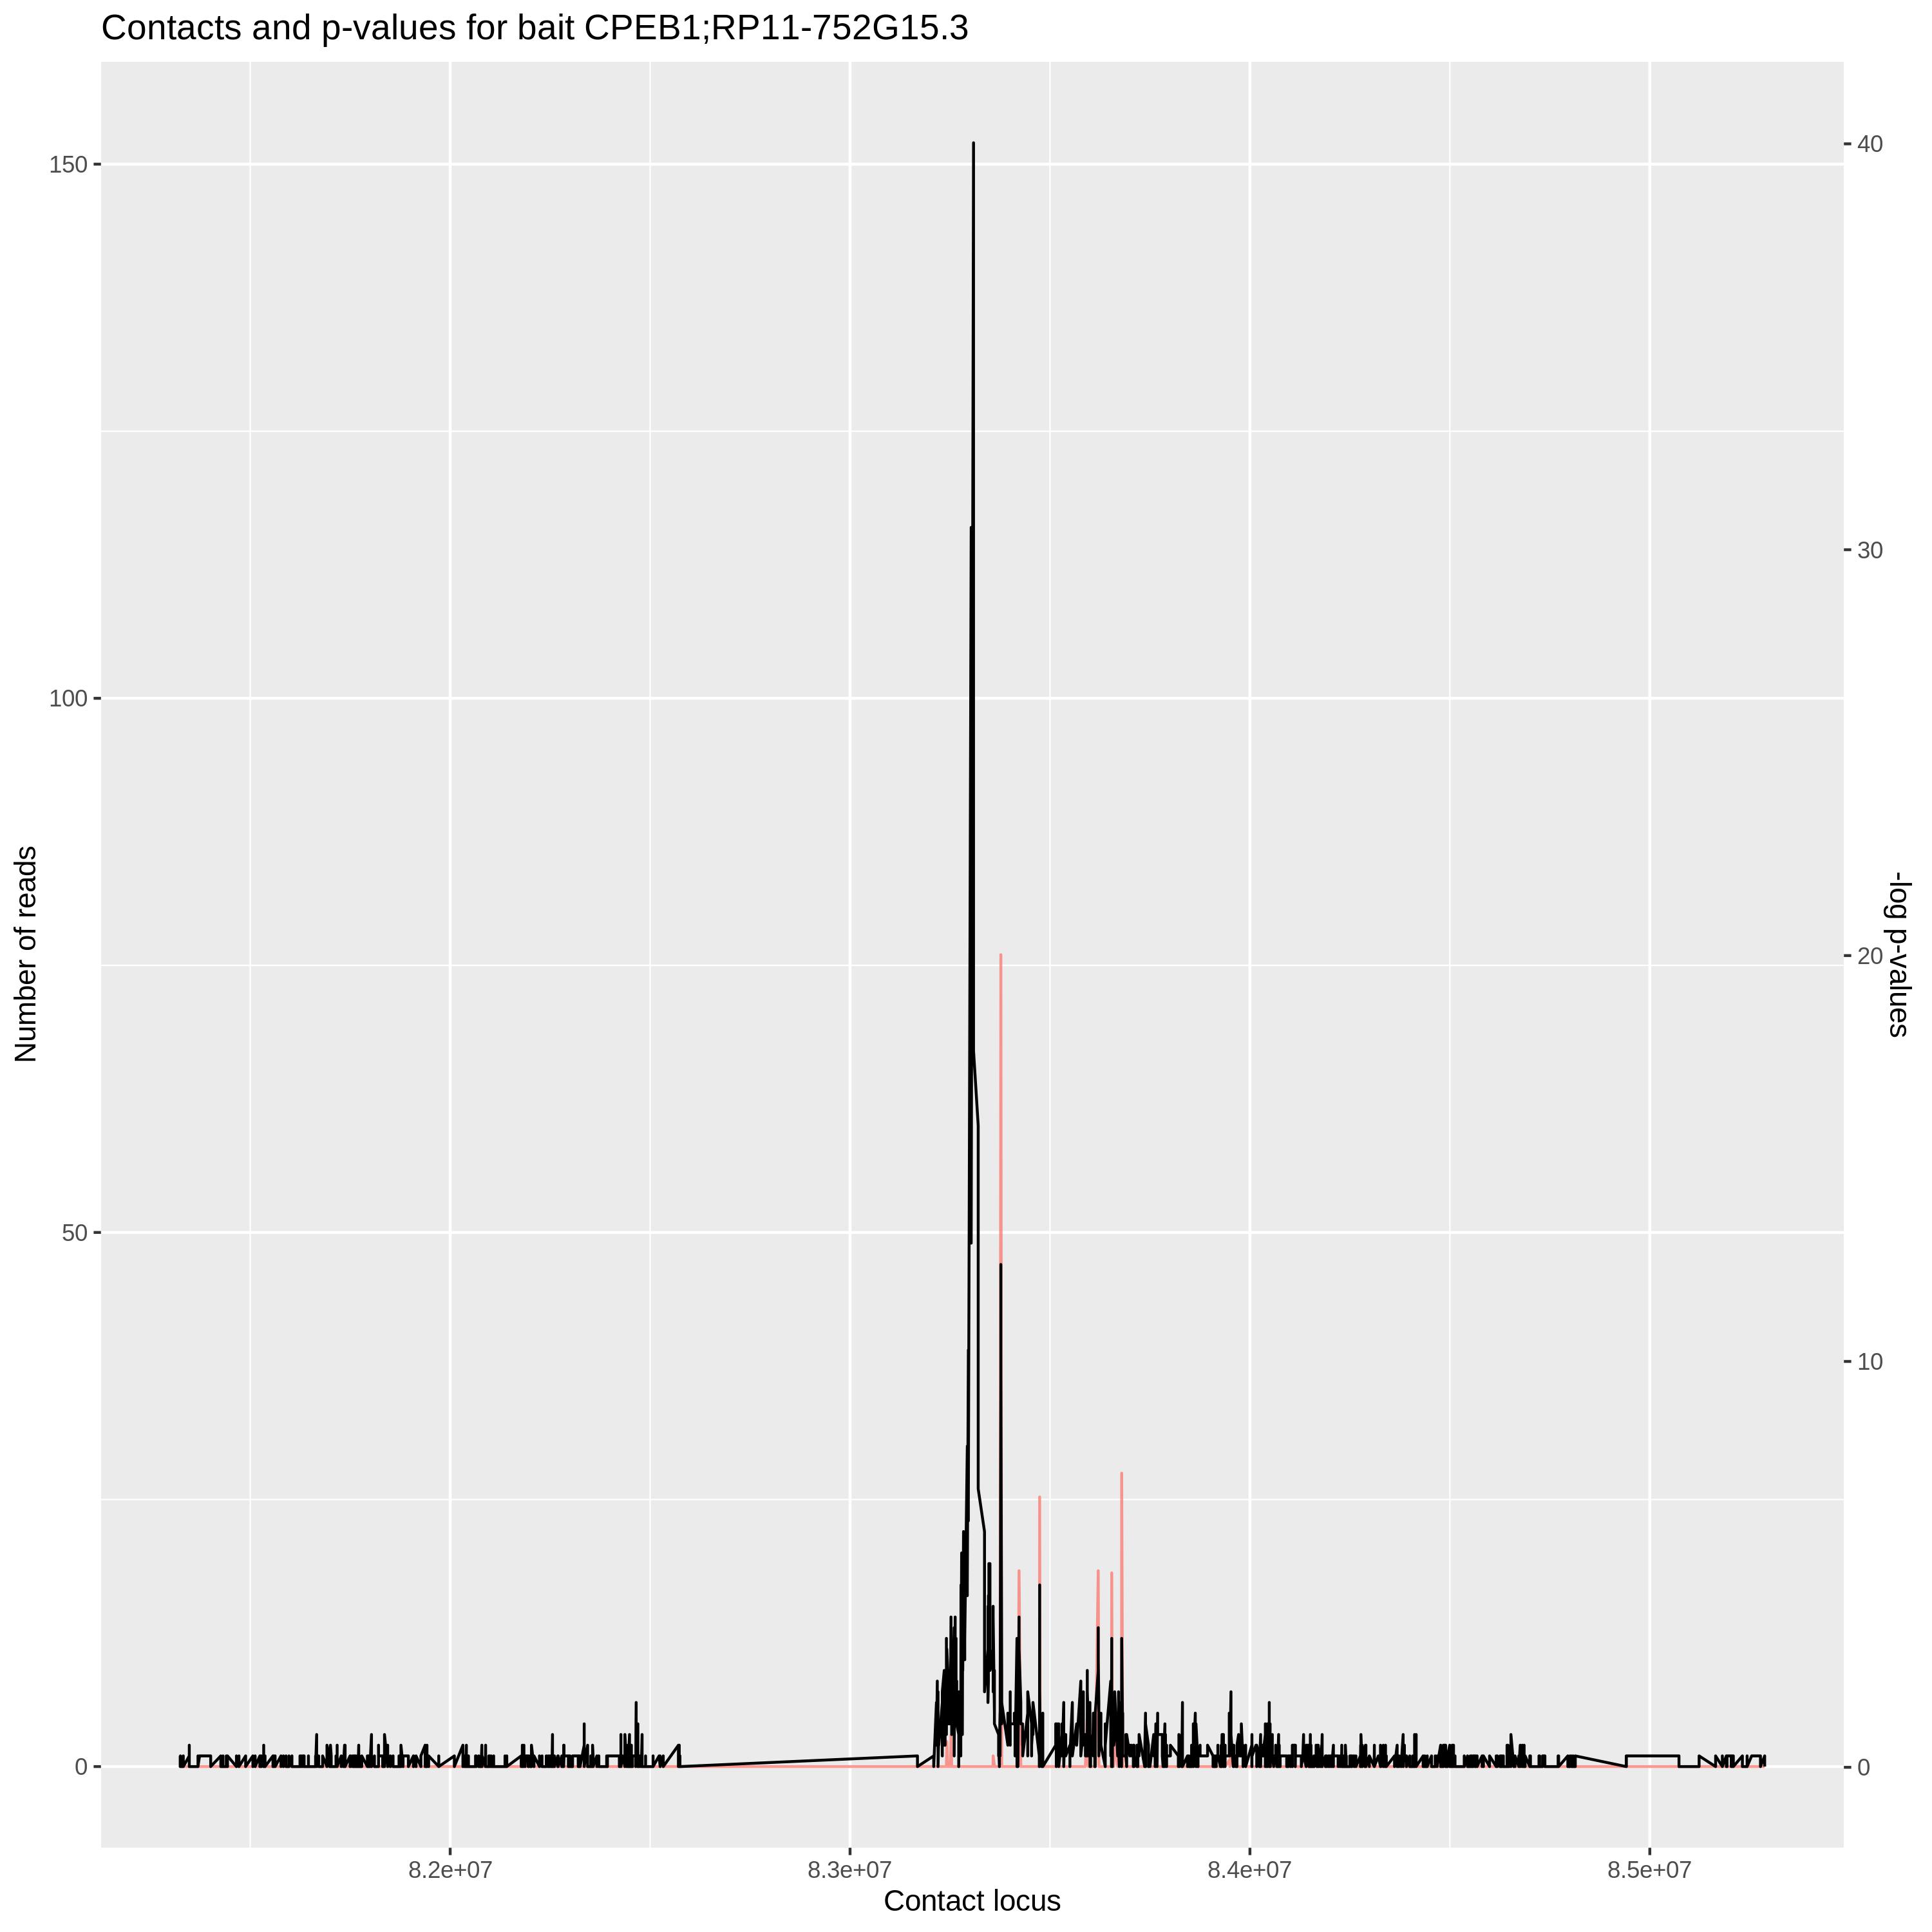 Contacts and p-values for bait CPEB1;RP11-752G15.3
150
100
50
0
Number of reads
40
30
20
10
0
-log p-values
8.2e+07
8.3e+07
8.4e+07
8.5e+07
Contact locus